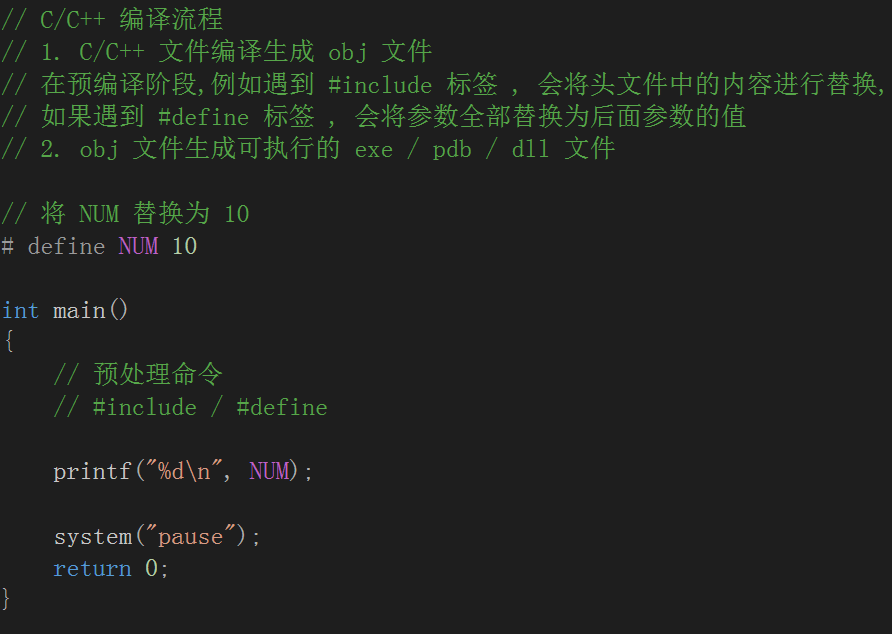 // C/C++ 编译流程
// 1. C/C++ 文件编译生成 obj 文件
// 在预编译阶段,例如遇到 #include 标签 , 会将头文件中的内容进行替换,
// 如果遇到 #define 标签 , 会将参数全部替换为后面参数的值
// 2. obj 文件生成可执行的 exe / pdb / dll 文件
// 将 NUM 替换为 10
# define NUM 10
int main()
{
// 预处理命令
// #include / #define
printf("%d\n", NUM);
system("pause");
return 0;
}